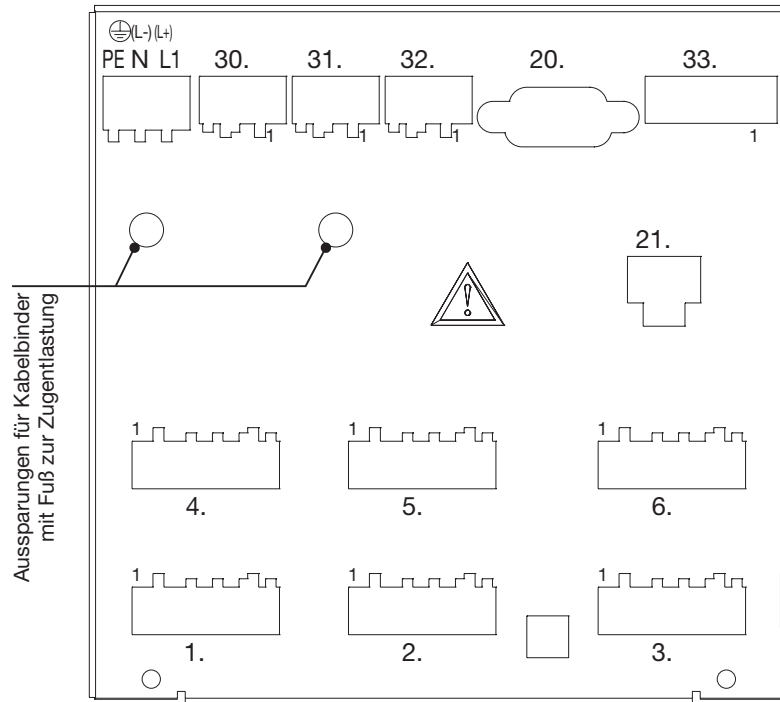 (L-) (L+)
PE N L1 30. 31. 32. 20. 33.
1 1 1 1
21.
Aussparungen für Kabelbinder
mit Fuß zur Zugentlastung
1 1 1
4. 5. 6.
1 1 1
1. 2. 3.